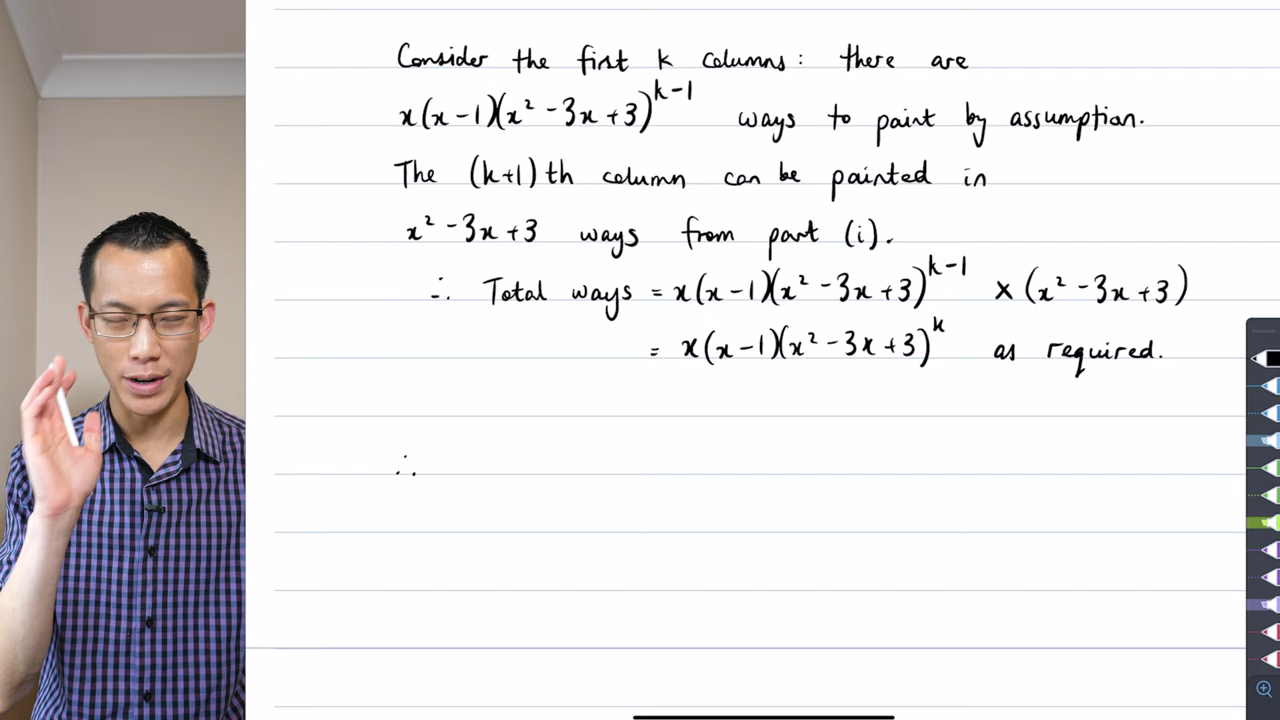 Consider the first k columns: there are
x(x-1)(x² -3x +3)^(k-1) ways to paint by assumption.
The (k+1)th column can be painted in
x² -3x +3 ways from part (i).
∴ Total ways = x(x-1)(x² -3x +3)^(k-1) × (x² -3x +3)
= x(x-1)(x² -3x +3)^k as required.
∴